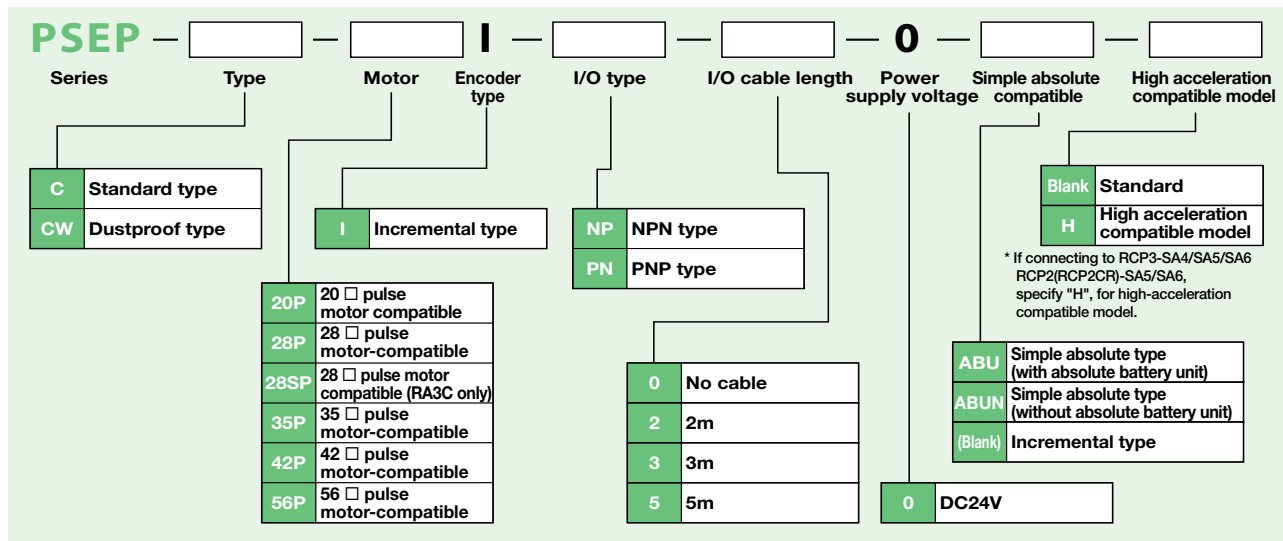 PSEP — — I — — — 0 — —
Series Type Motor Encoder type I/O type I/O cable length Power supply voltage Simple absolute compatible High acceleration compatible model
C Standard type
CW Dustproof type
I Incremental type
NP NPN type
PN PNP type
Blank Standard
H High acceleration
compatible model
* If connecting to RCP3-SA4/SA5/SA6
RCP2(RCP2CR)-SA5/SA6,
specify "H", for high-acceleration
compatible model.
20P 20 □ pulse
motor compatible
28P 28 □ pulse
motor-compatible
28SP 28 □ pulse motor
compatible (RA3C only)
35P 35 □ pulse
motor-compatible
42P 42 □ pulse
motor-compatible
56P 56 □ pulse
motor-compatible
0 No cable
2 2m
3 3m
5 5m
ABU Simple absolute type
(with absolute battery unit)
ABUN Simple absolute type
(without absolute battery unit)
(Blank) Incremental type
0 DC24V